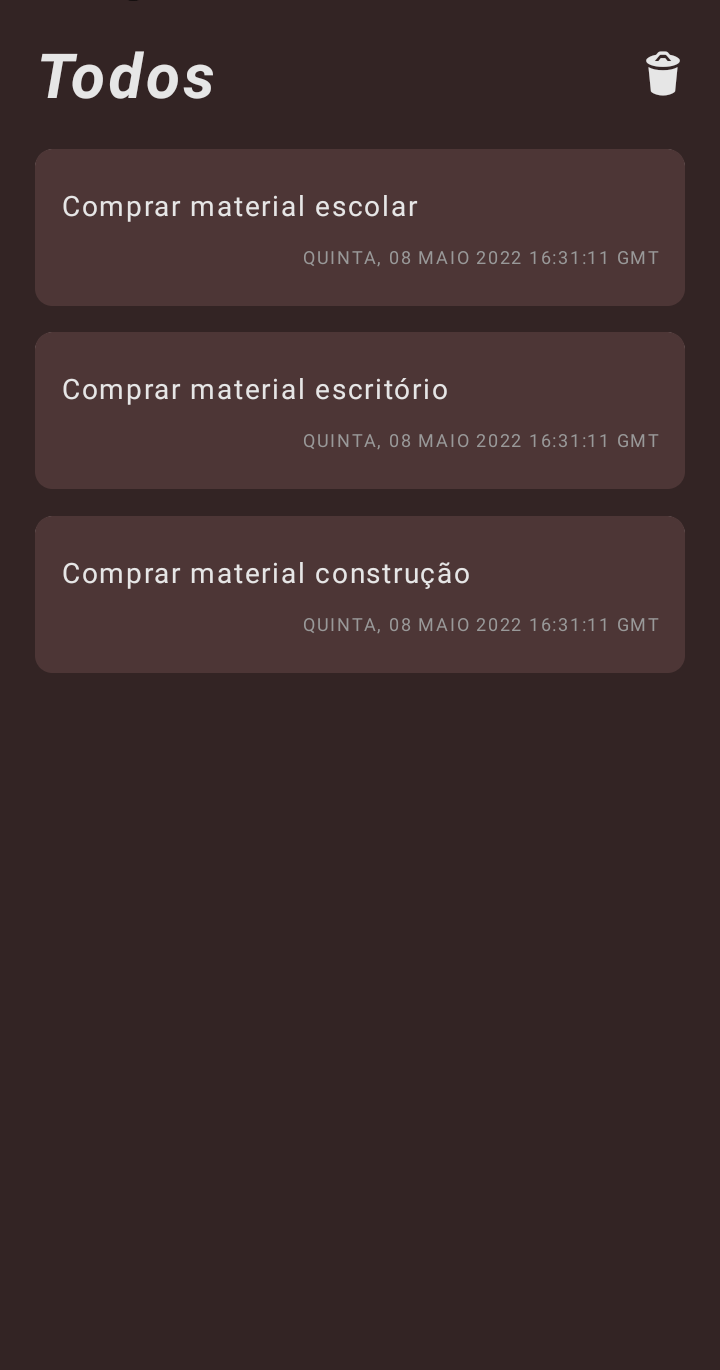 Todos
Comprar material escolar
QUINTA, 08 MAIO 2022 16:31:11 GMT
Comprar material escritório
QUINTA, 08 MAIO 2022 16:31:11 GMT
Comprar material construção
QUINTA, 08 MAIO 2022 16:31:11 GMT